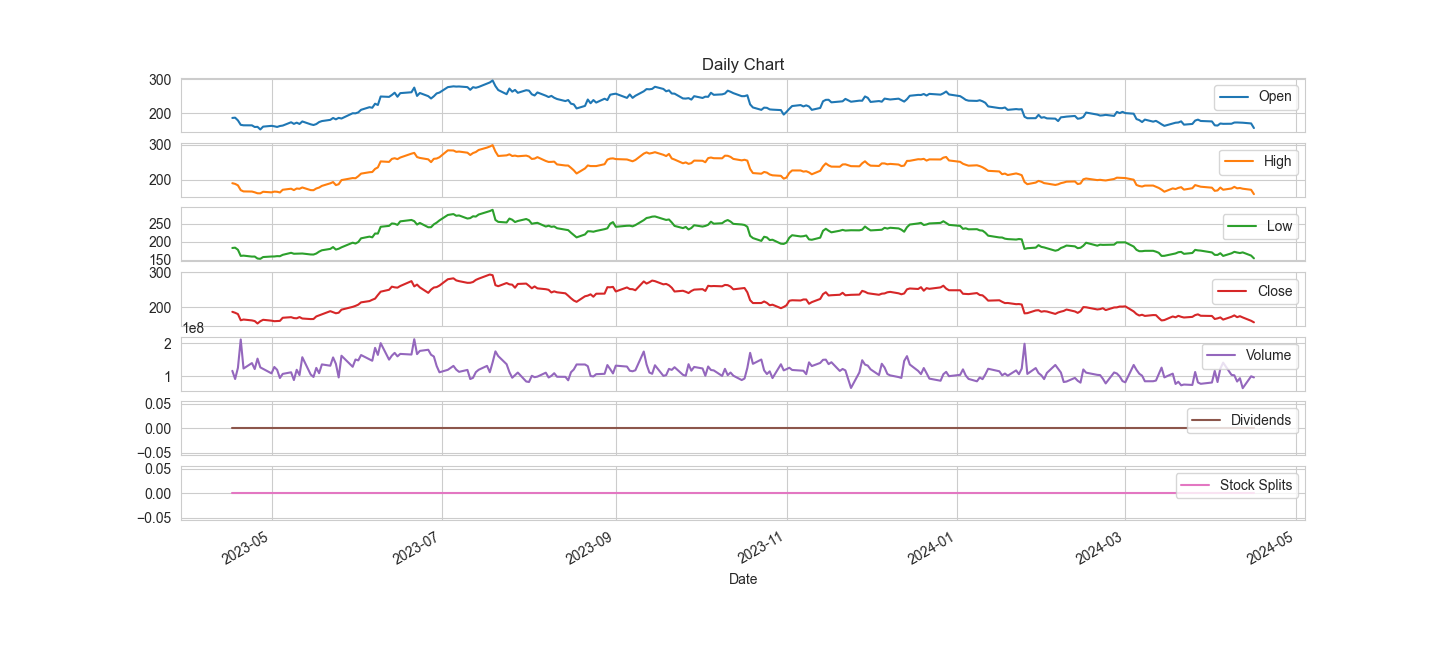 Daily Chart
300
200
Open
300
200
High
250
200
150
Low
300
200
Close
1e8
2
1
Volume
0.05
0.00
−0.05
Dividends
0.05
0.00
−0.05
Stock Splits
2023-05
2023-07
2023-09
2023-11
2024-01
2024-03
2024-05
Date